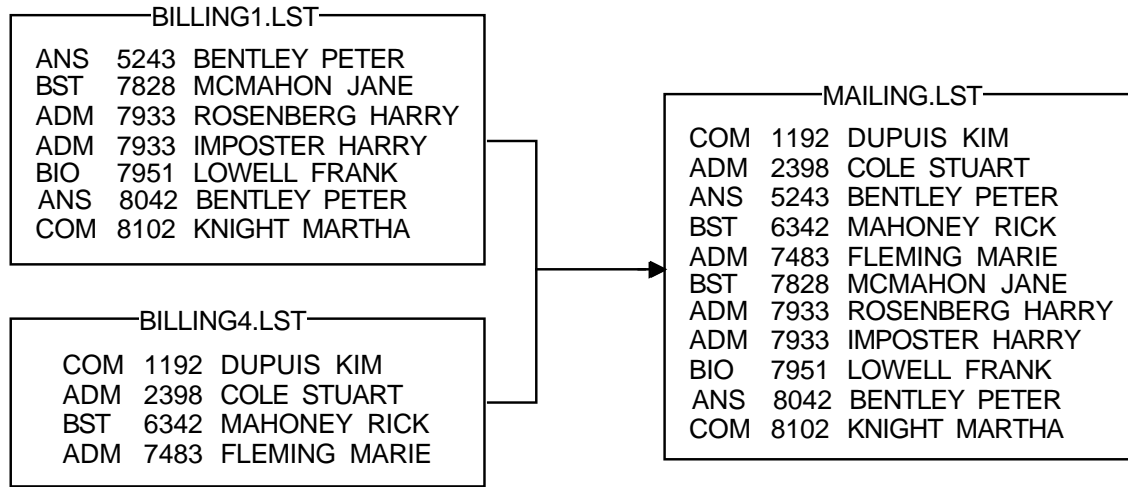 BILLING1.LST
ANS 5243 BENTLEY PETER
BST 7828 MCMAHON JANE
ADM 7933 ROSENBERG HARRY
ADM 7933 IMPOSTER HARRY
BIO 7951 LOWELL FRANK
ANS 8042 BENTLEY PETER
COM 8102 KNIGHT MARTHA
BILLING4.LST
COM 1192 DUPUIS KIM
ADM 2398 COLE STUART
BST 6342 MAHONEY RICK
ADM 7483 FLEMING MARIE
MAILING.LST
COM 1192 DUPUIS KIM
ADM 2398 COLE STUART
ANS 5243 BENTLEY PETER
BST 6342 MAHONEY RICK
ADM 7483 FLEMING MARIE
BST 7828 MCMAHON JANE
ADM 7933 ROSENBERG HARRY
ADM 7933 IMPOSTER HARRY
BIO 7951 LOWELL FRANK
ANS 8042 BENTLEY PETER
COM 8102 KNIGHT MARTHA